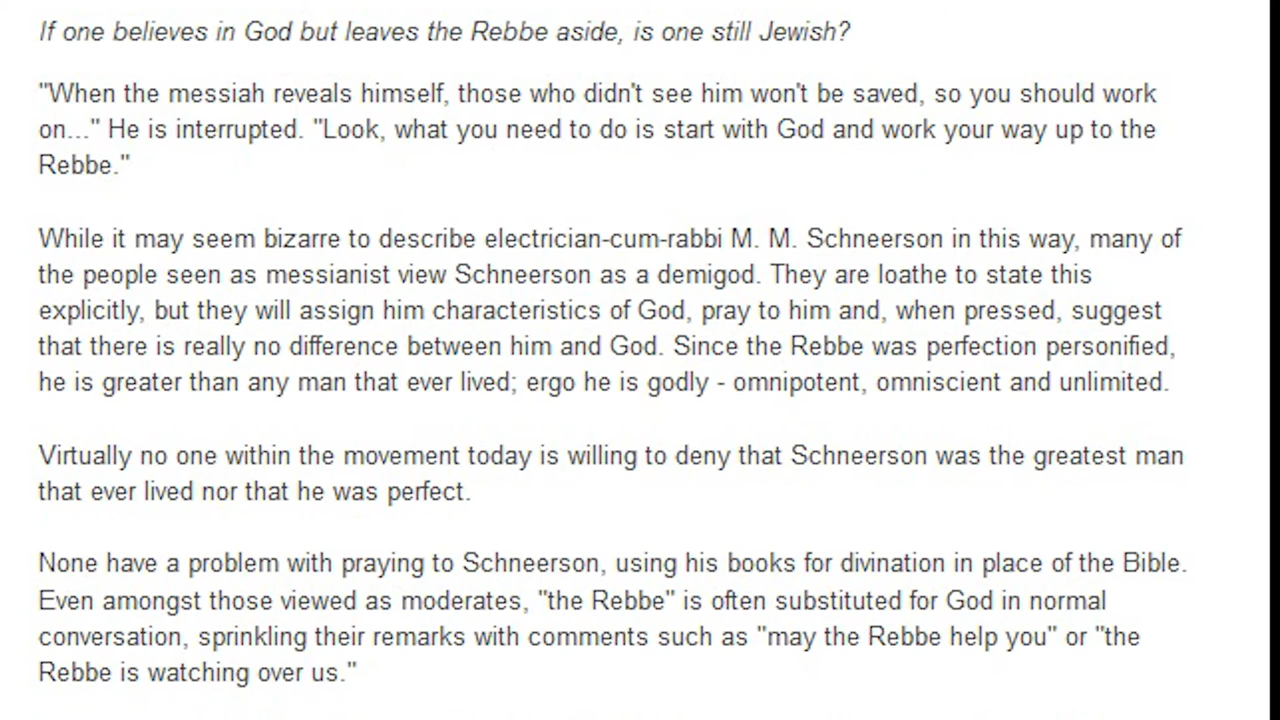 If one believes in God but leaves the Rebbe aside, is one still Jewish?
"When the messiah reveals himself, those who didn't see him won't be saved, so you should work
on..." He is interrupted. "Look, what you need to do is start with God and work your way up to the
Rebbe."
While it may seem bizarre to describe electrician-cum-rabbi M. M. Schneerson in this way, many of
the people seen as messianist view Schneerson as a demigod. They are loathe to state this
explicitly, but they will assign him characteristics of God, pray to him and, when pressed, suggest
that there is really no difference between him and God. Since the Rebbe was perfection personified,
he is greater than any man that ever lived; ergo he is godly - omnipotent, omniscient and unlimited.
Virtually no one within the movement today is willing to deny that Schneerson was the greatest man
that ever lived nor that he was perfect.
None have a problem with praying to Schneerson, using his books for divination in place of the Bible.
Even amongst those viewed as moderates, "the Rebbe" is often substituted for God in normal
conversation, sprinkling their remarks with comments such as "may the Rebbe help you" or "the
Rebbe is watching over us."